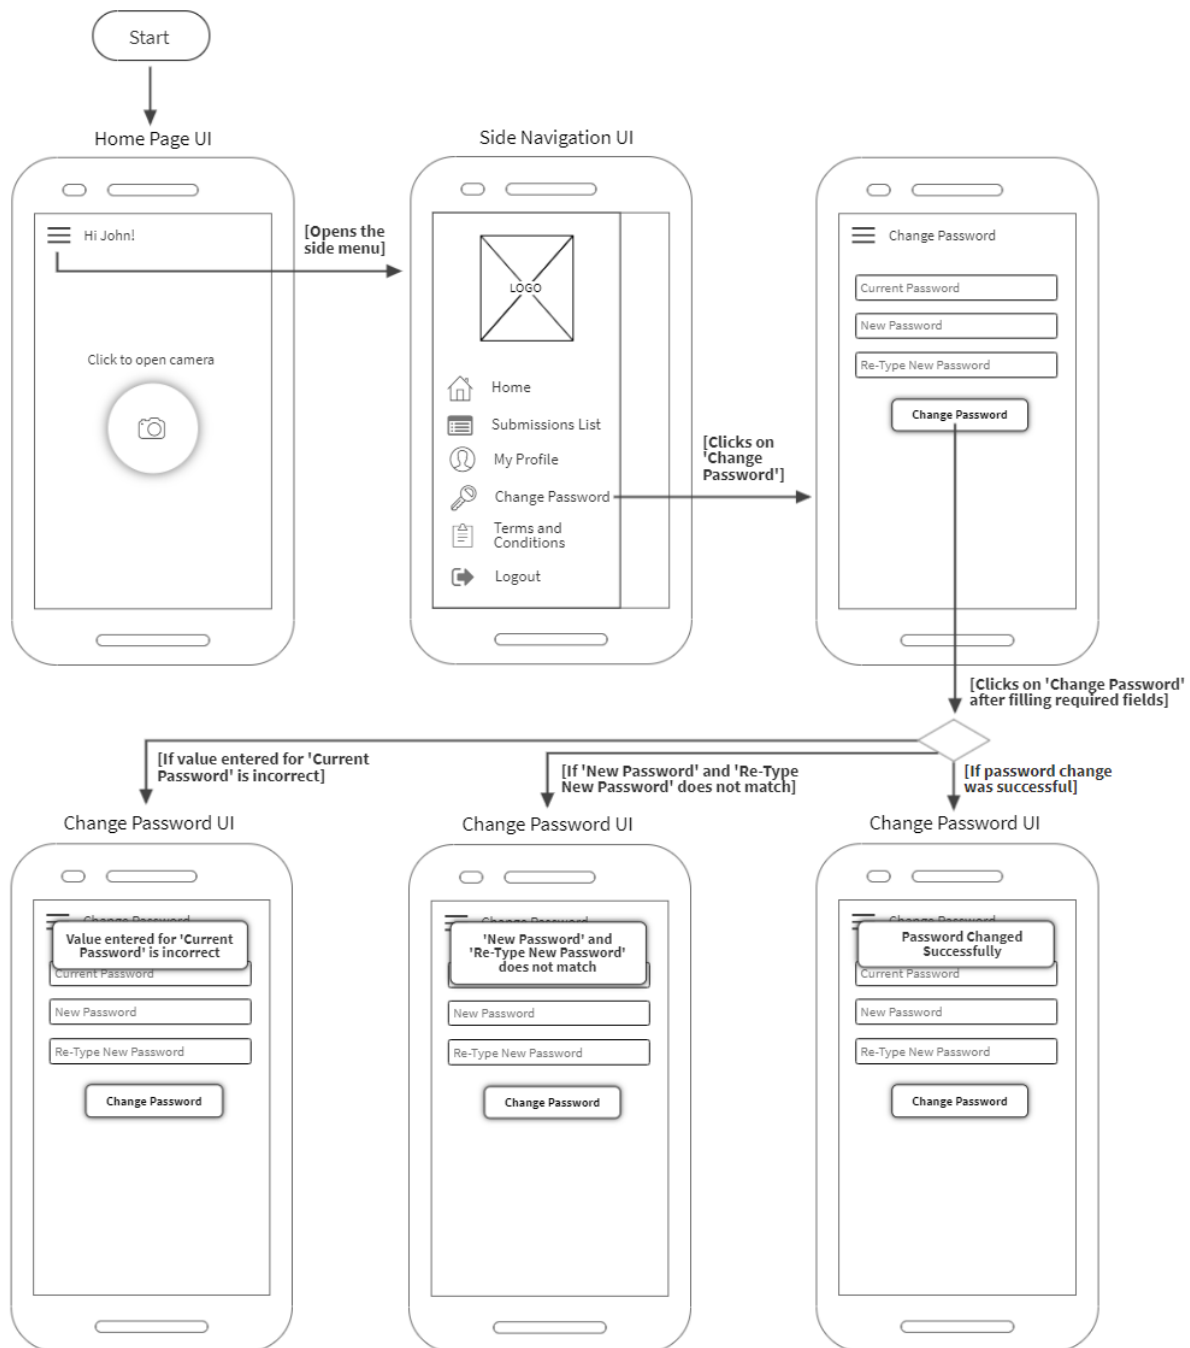 Start
Home Page UI
Side Navigation UI
Hi John!
[Opens the
side menu]
Click to open camera
LOGO
Home
Submissions List
My Profile
Change Password
Terms and
Conditions
Logout
[Clicks on
'Change
Password']
Change Password
Current Password
New Password
Re-Type New Password
Change Password
[Clicks on 'Change Password'
after filling required fields]
[If value entered for 'Current
Password' is incorrect]
[If 'New Password' and 'Re-Type
New Password' does not match]
[If password change
was successful]
Change Password UI
Change Password
Value entered for 'Current
Password' is incorrect
Current Password
New Password
Re-Type New Password
Change Password
Change Password UI
Change Password
'New Password' and
'Re-Type New Password'
does not match
New Password
Re-Type New Password
Change Password
Change Password UI
Change Password
Password Changed
Successfully
Current Password
New Password
Re-Type New Password
Change Password